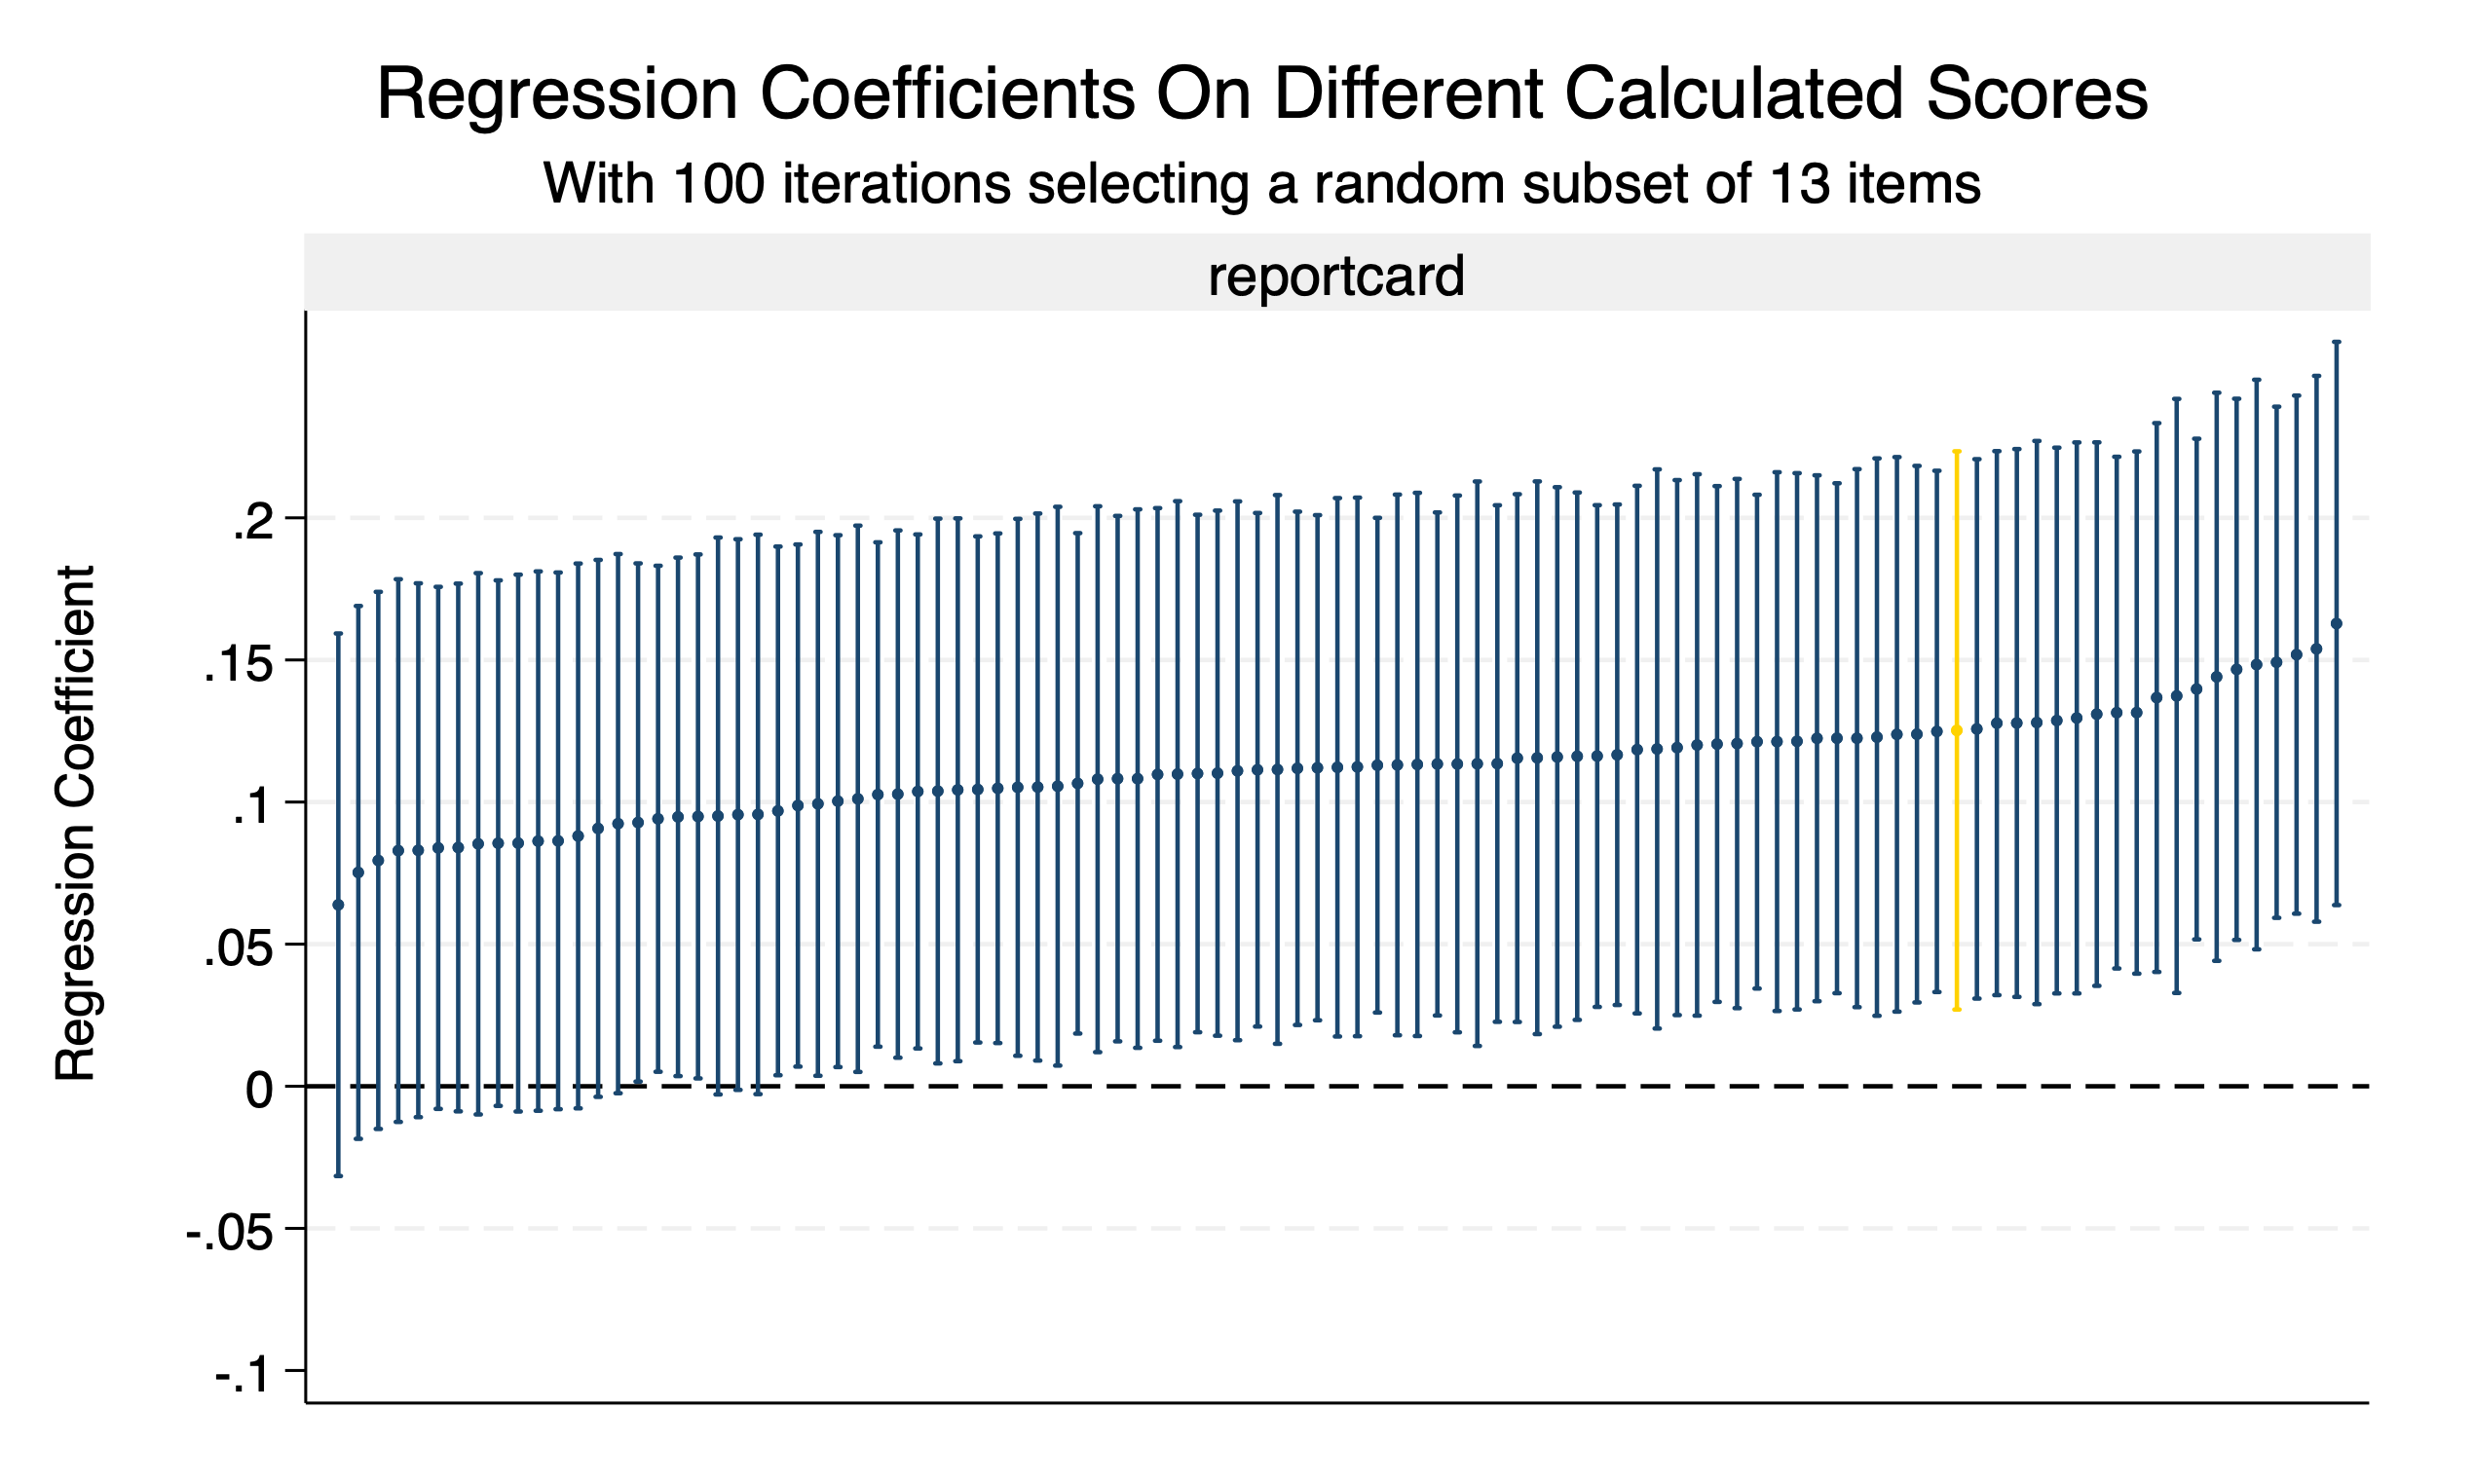 Regression Coefficients On Different Calculated Scores
With 100 iterations selecting a random subset of 13 items
reportcard
Regression Coefficient
.2
.15
.1
.05
0
-.05
-.1